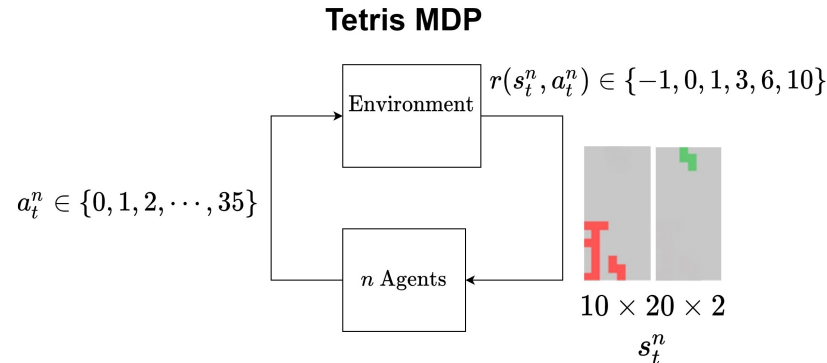 Tetris MDP
Environment
r(s_t^n, a_t^n) ∈ {−1, 0, 1, 3, 6, 10}
a_t^n ∈ {0, 1, 2, ⋯, 35}
n Agents
10 × 20 × 2
s_t^n